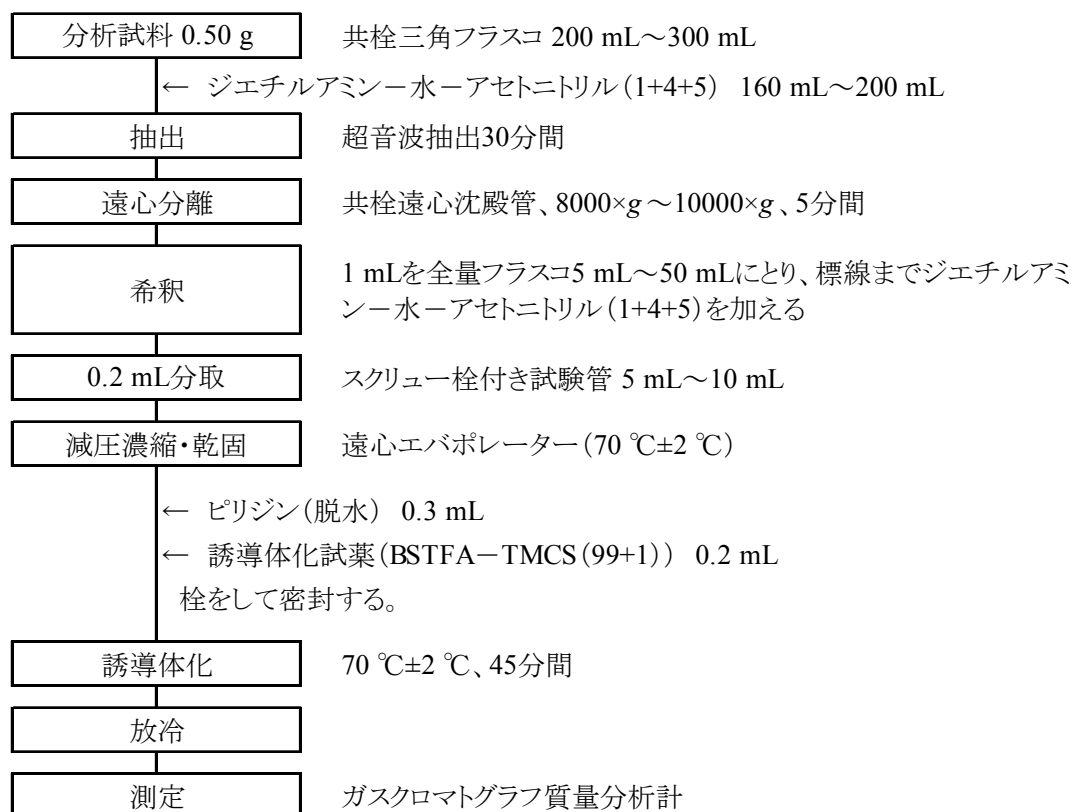 分析試料 0.50 g 共栓三角フラスコ 200 mL～300 mL
← ジエチルアミン－水－アセトニトリル（1+4+5） 160 mL～200 mL
抽出 超音波抽出30分間
遠心分離 共栓遠心沈殿管、8000×g～10000×g、5分間
希釈 1 mLを全量フラスコ5 mL～50 mLにとり、標線までジエチルアミ
ン－水－アセトニトリル（1+4+5）を加える
0.2 mL分取 スクリュー栓付き試験管 5 mL～10 mL
減圧濃縮・乾固 遠心エバポレーター（70 ℃±2 ℃）
← ピリジン（脱水） 0.3 mL
← 誘導体化試薬（BSTFA－TMCS（99+1）） 0.2 mL
栓をして密封する。
誘導体化 70 ℃±2 ℃、45分間
放冷
測定 ガスクロマトグラフ質量分析計